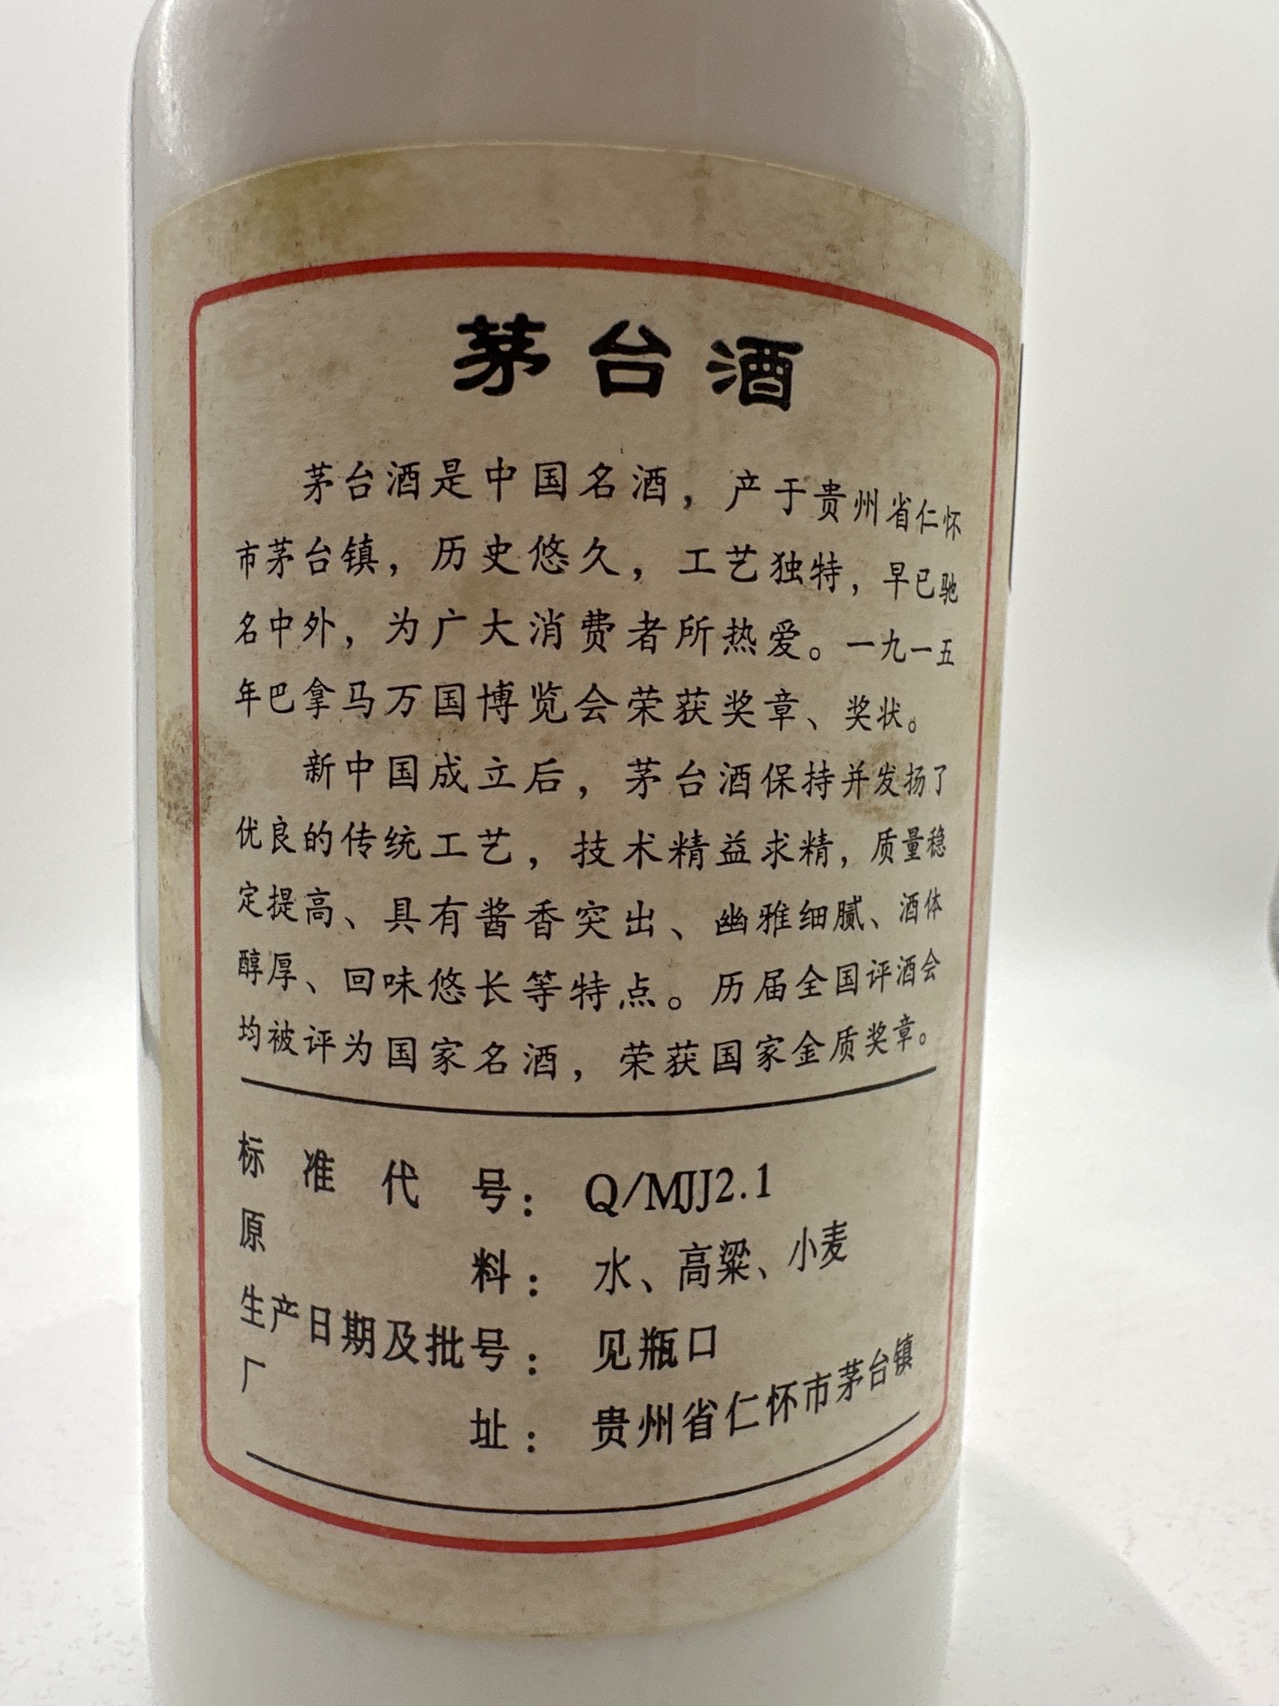 茅台酒
茅台酒是中国名酒，产于贵州省仁怀
市茅台镇，历史悠久，工艺独特，早已驰
名中外，为广大消费者所热爱。一九一五
年巴拿马万国博览会荣获奖章、奖状。
新中国成立后，茅台酒保持并发扬了
优良的传统工艺，技术精益求精，质量稳
定提高、具有酱香突出、幽雅细腻、酒体
醇厚、回味悠长等特点。历届全国评酒会
均被评为国家名酒，荣获国家金质奖章。
标准代号：Q/MJJ2.1
原料：水、高粱、小麦
生产日期及批号：见瓶口
厂址：贵州省仁怀市茅台镇